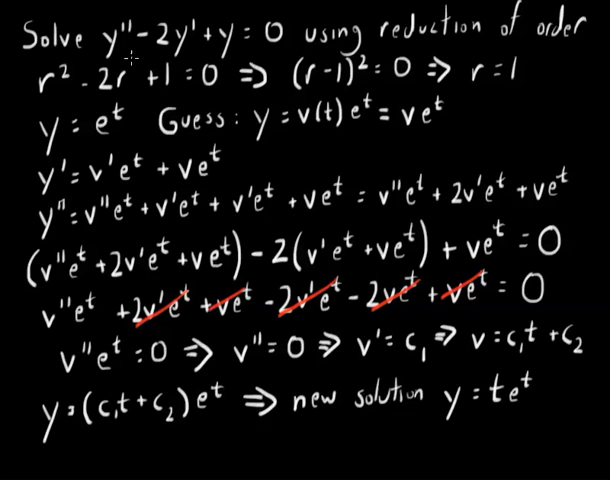 Solve y'' - 2y' + y = 0 using reduction of order
r² - 2r + 1 = 0 ⇒ (r-1)² = 0 ⇒ r = 1
y = eᵗ Guess: y = v(t)eᵗ = veᵗ
y' = v'eᵗ + veᵗ
y'' = v''eᵗ + v'eᵗ + v'eᵗ + veᵗ = v''eᵗ + 2v'eᵗ + veᵗ
(v''eᵗ + 2v'eᵗ + veᵗ) - 2(v'eᵗ + veᵗ) + veᵗ = 0
v''eᵗ + 2v'eᵗ + veᵗ - 2v'eᵗ - 2veᵗ + veᵗ = 0
v''eᵗ = 0 ⇒ v'' = 0 ⇒ v' = c₁ ⇒ v = c₁t + c₂
y = (c₁t + c₂)eᵗ ⇒ new solution y = teᵗ